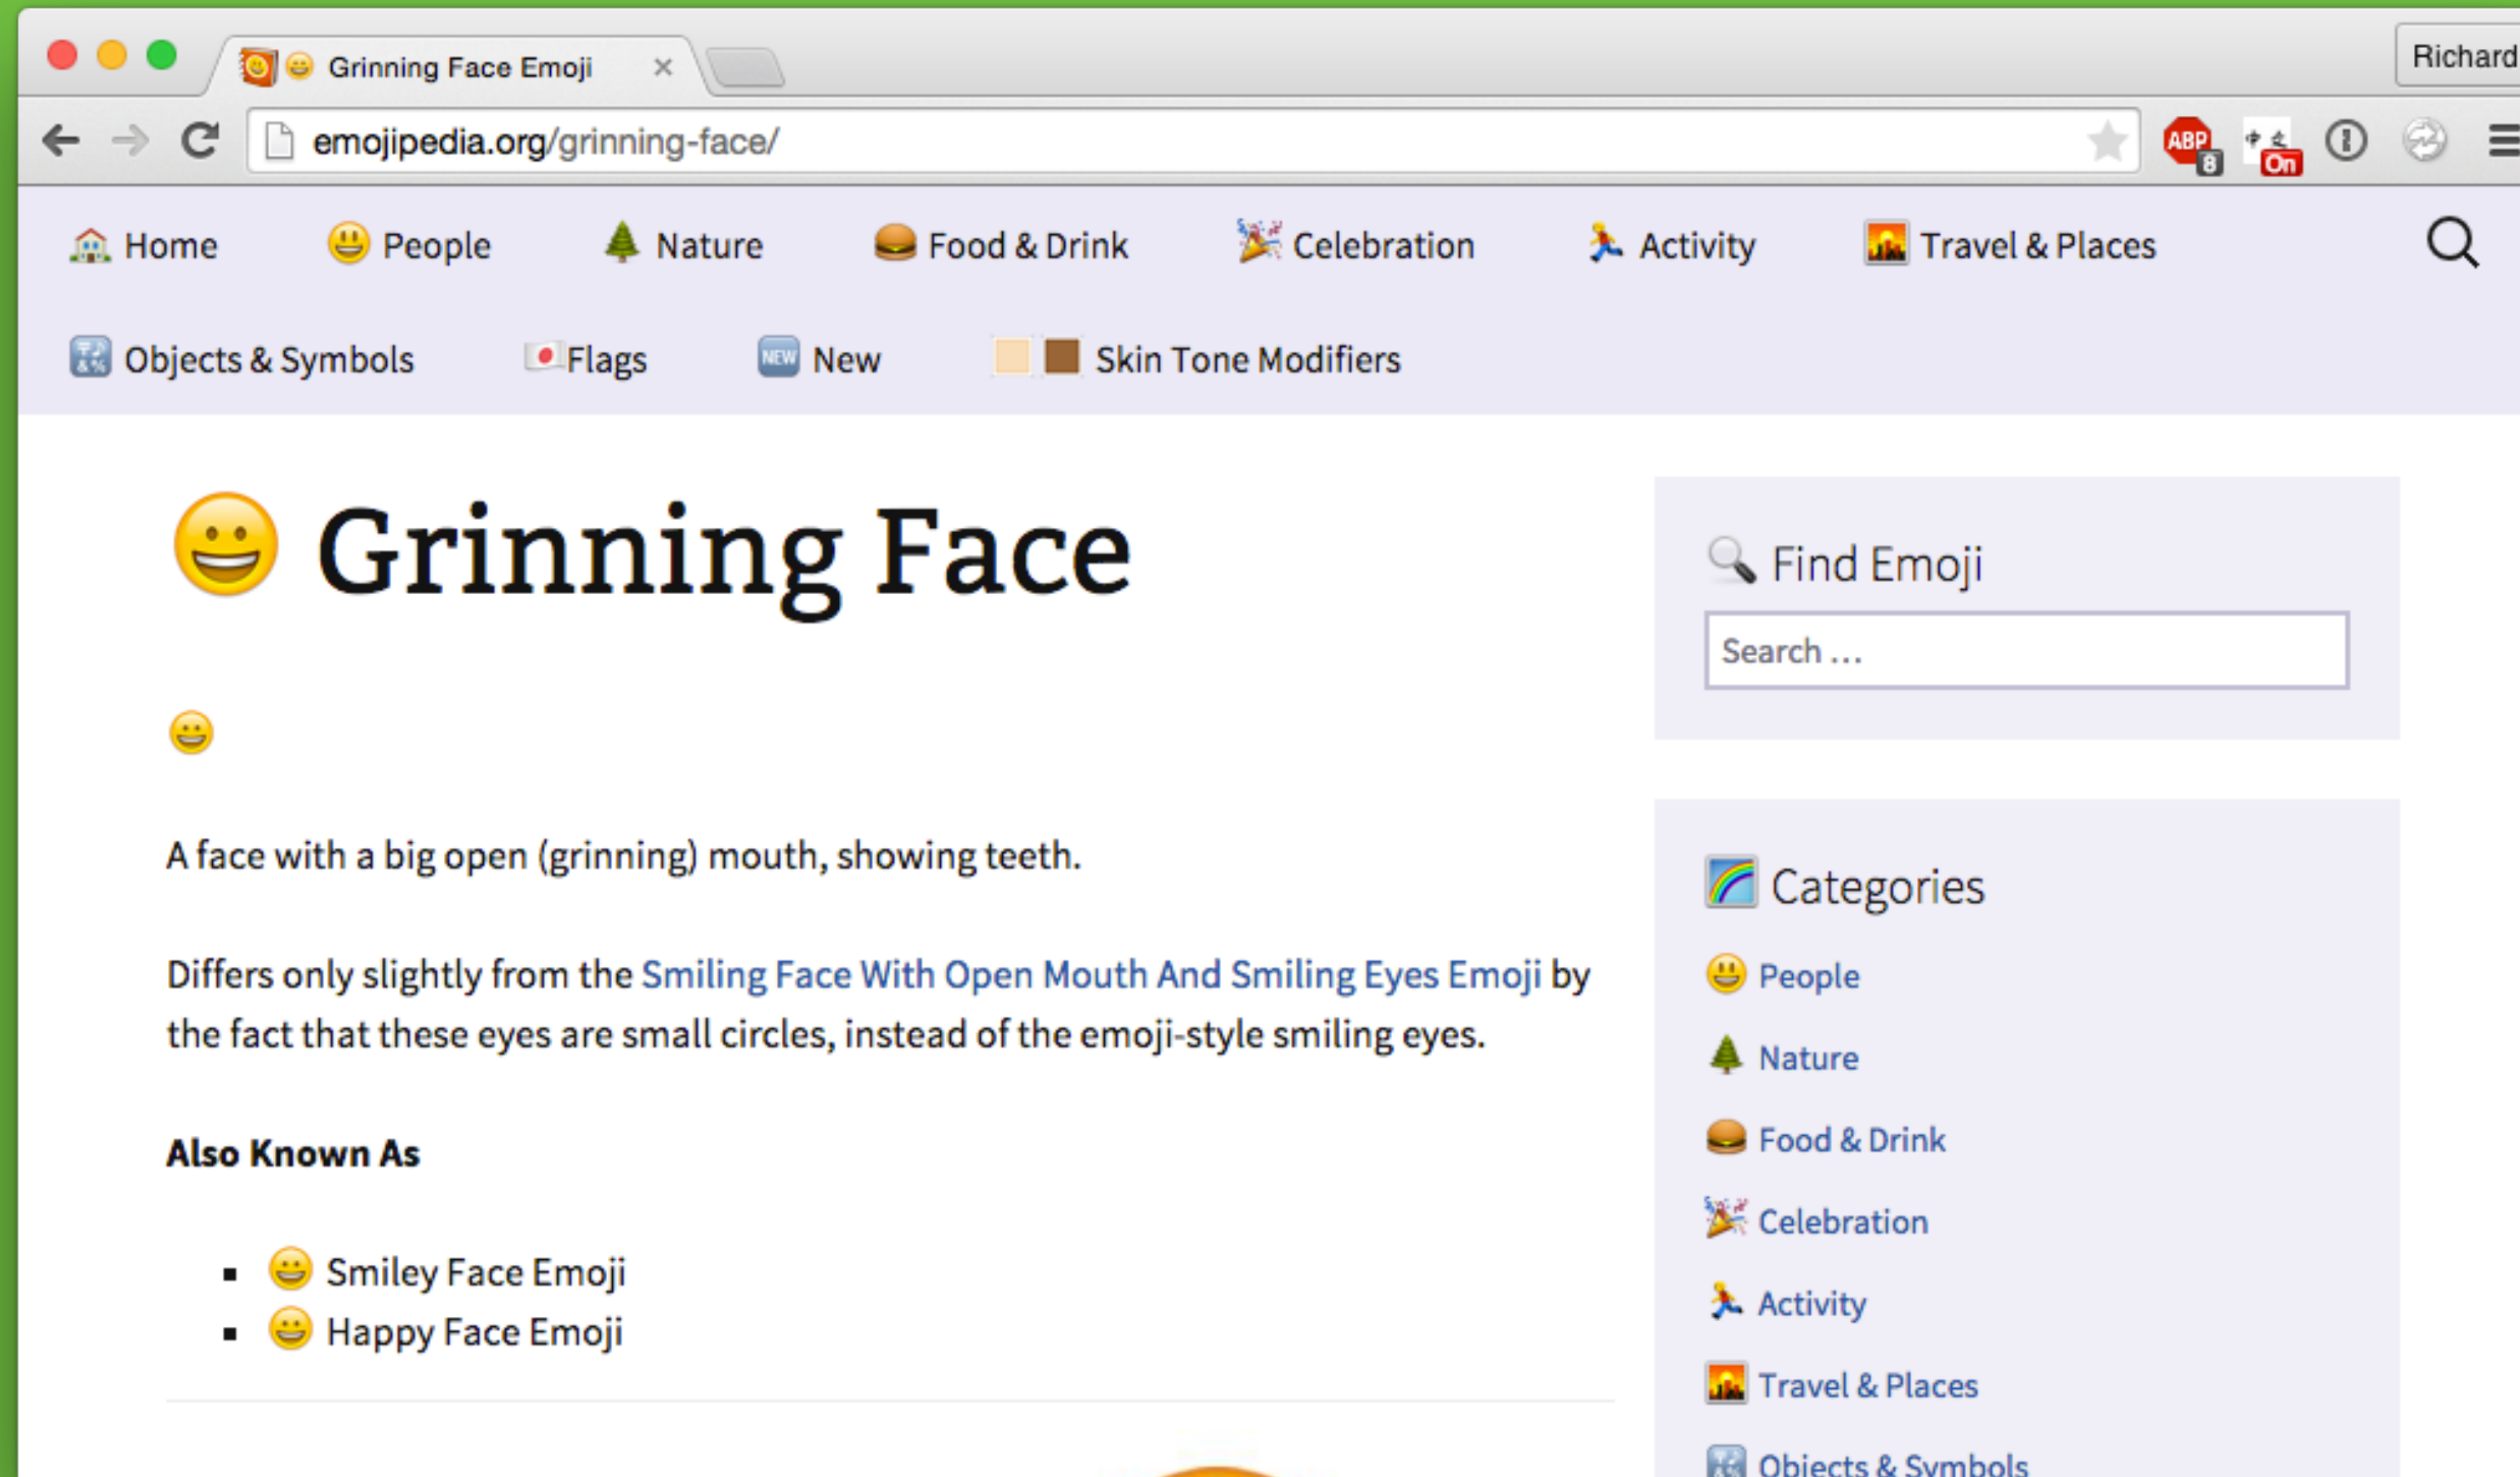 Grinning Face Emoji
Richard
emojipedia.org/grinning-face/
ABP 8 On
Home People Nature Food & Drink Celebration Activity Travel & Places
Objects & Symbols Flags NEW New Skin Tone Modifiers
Grinning Face
Find Emoji
Search ...
A face with a big open (grinning) mouth, showing teeth.
Differs only slightly from the Smiling Face With Open Mouth And Smiling Eyes Emoji by
the fact that these eyes are small circles, instead of the emoji-style smiling eyes.
Also Known As
Smiley Face Emoji
Happy Face Emoji
Categories
People
Nature
Food & Drink
Celebration
Activity
Travel & Places
Objects & Symbols